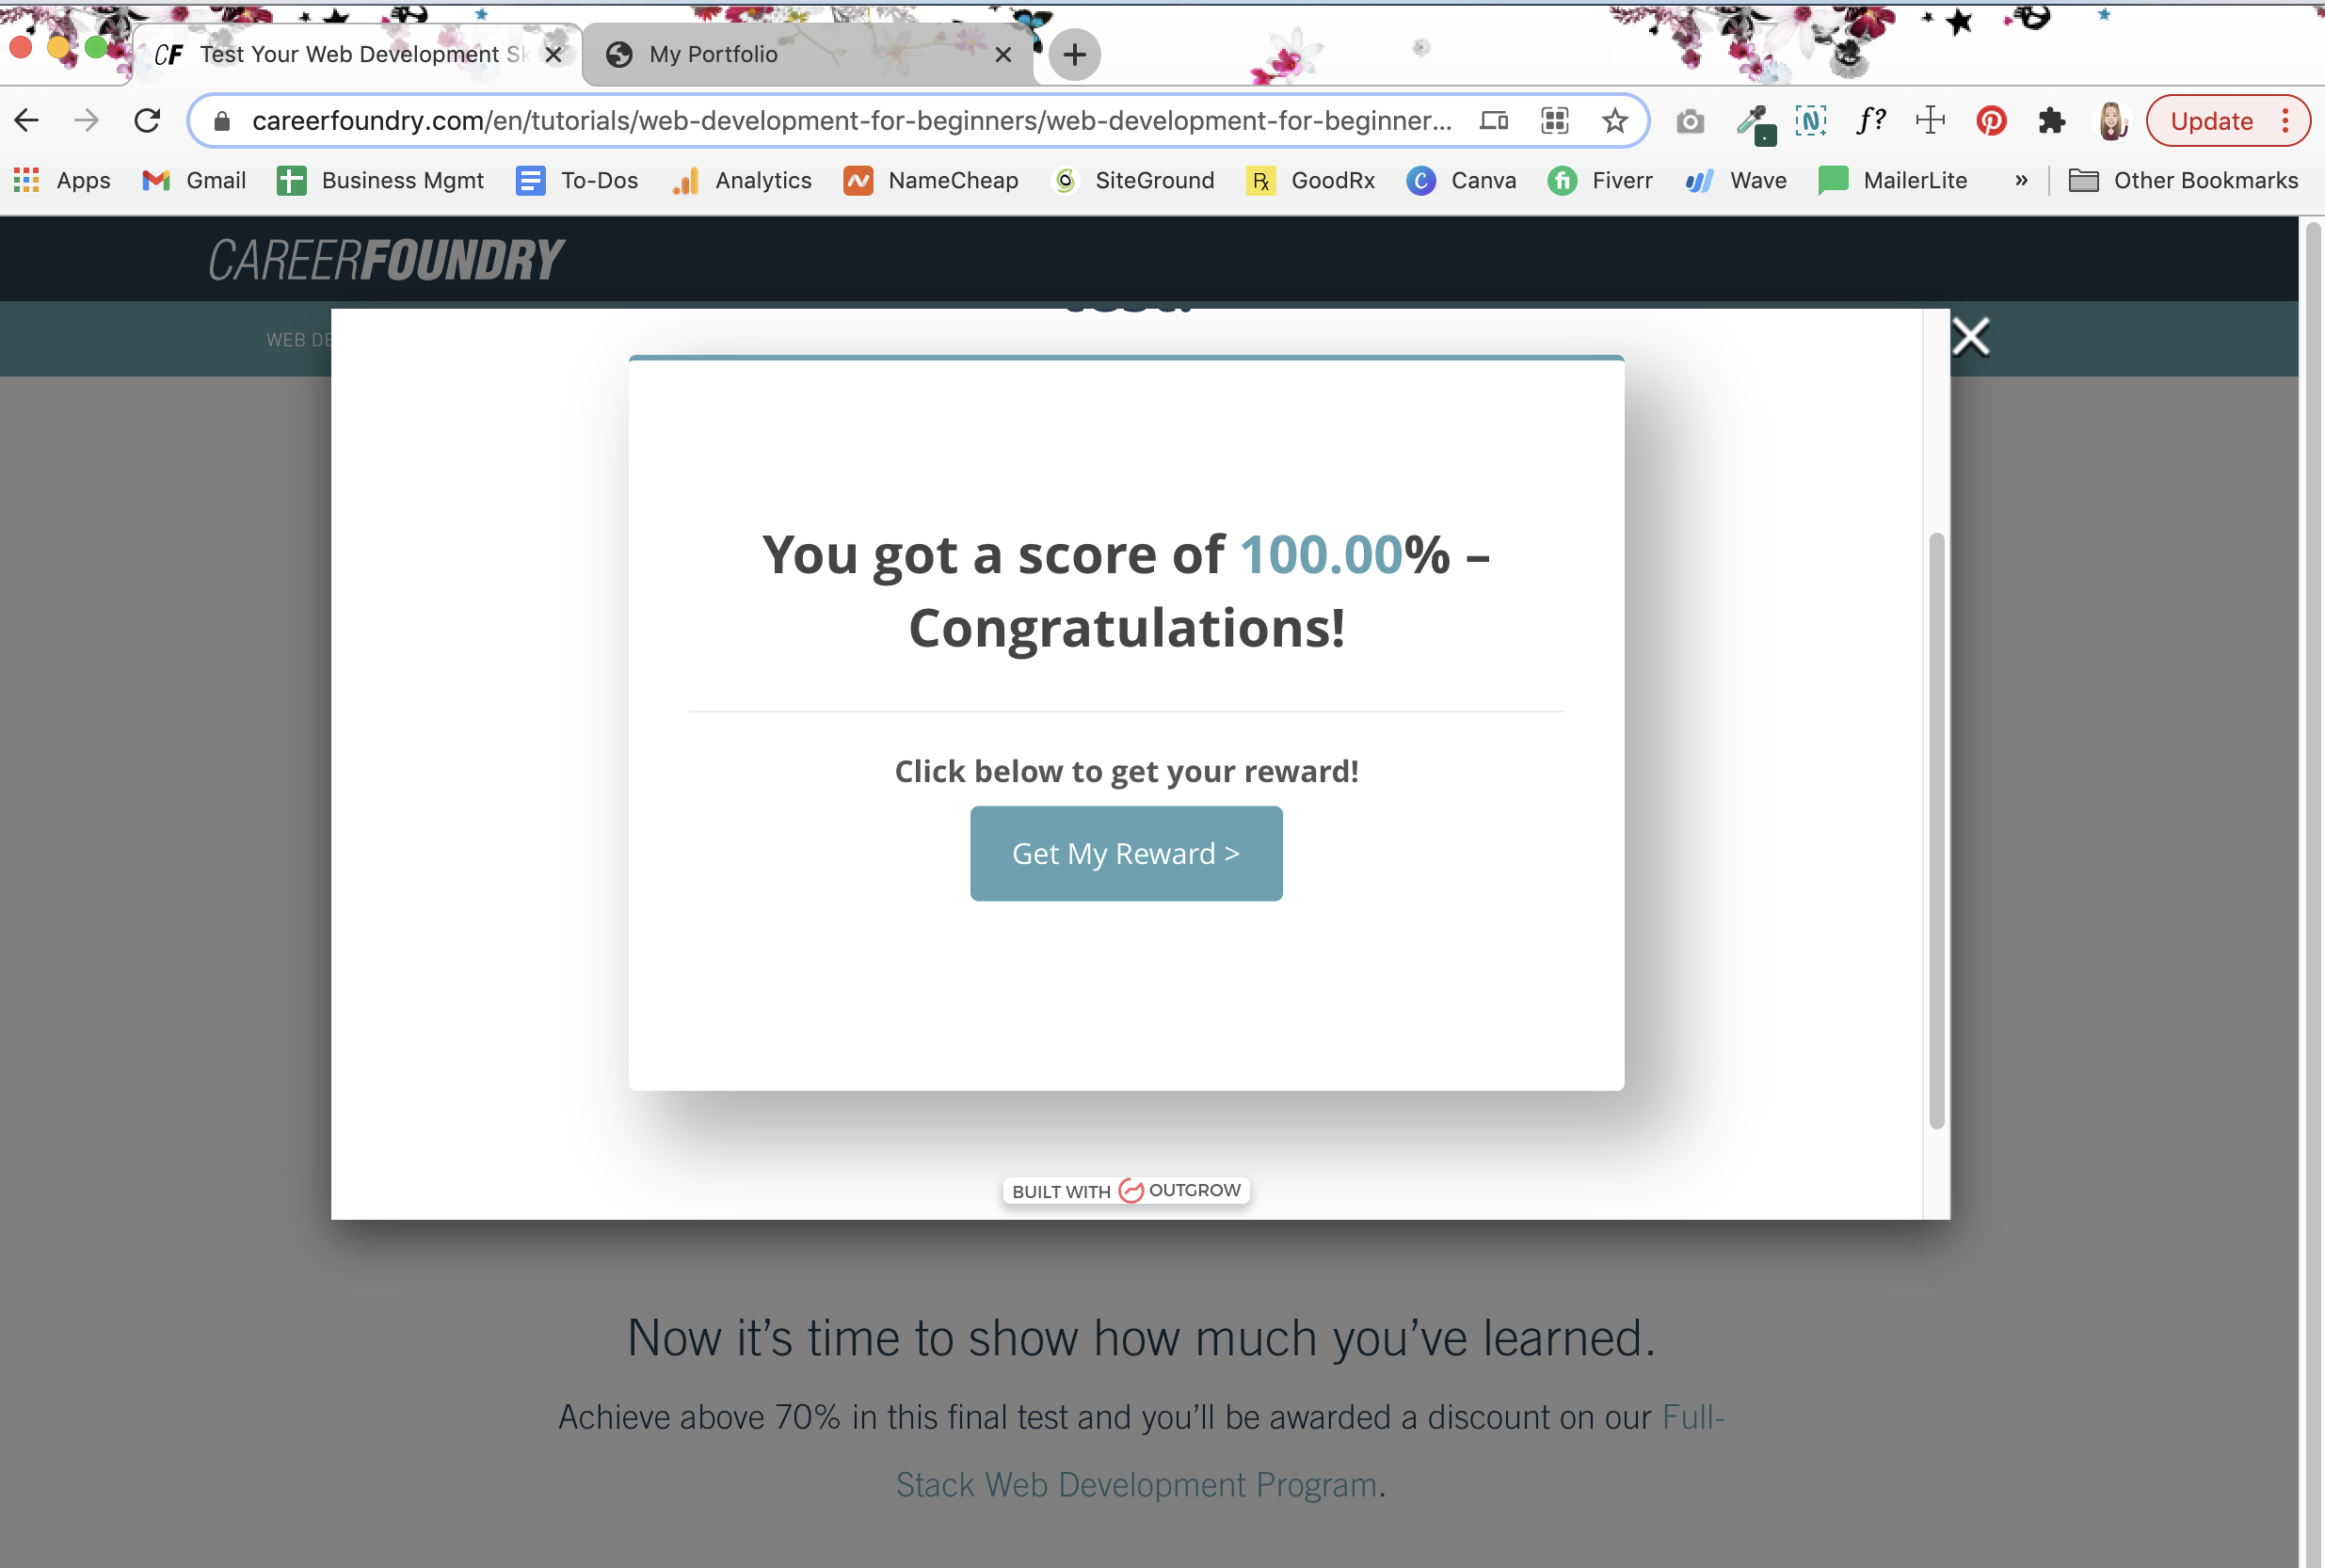 CF Test Your Web Development Sk
My Portfolio
careerfoundry.com/en/tutorials/web-development-for-beginners/web-development-for-beginner...
f?
Update
Apps Gmail Business Mgmt To-Dos Analytics NameCheap SiteGround GoodRx Canva Fiverr Wave MailerLite » Other Bookmarks
CAREERFOUNDRY
WEB DE
You got a score of 100.00% –
Congratulations!
Click below to get your reward!
Get My Reward >
BUILT WITH OUTGROW
Now it’s time to show how much you’ve learned.
Achieve above 70% in this final test and you’ll be awarded a discount on our Full-
Stack Web Development Program.